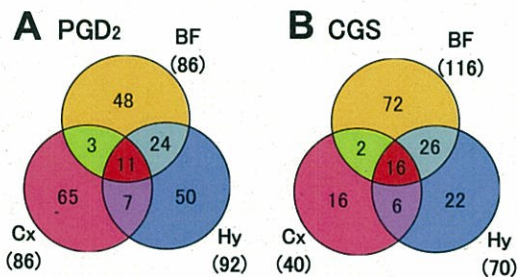 A PGD₂
BF
(86)
48
3
24
11
65
7
50
Cx
(86)
Hy
(92)
B CGS
BF
(116)
72
2
26
16
16
6
22
Cx
(40)
Hy
(70)